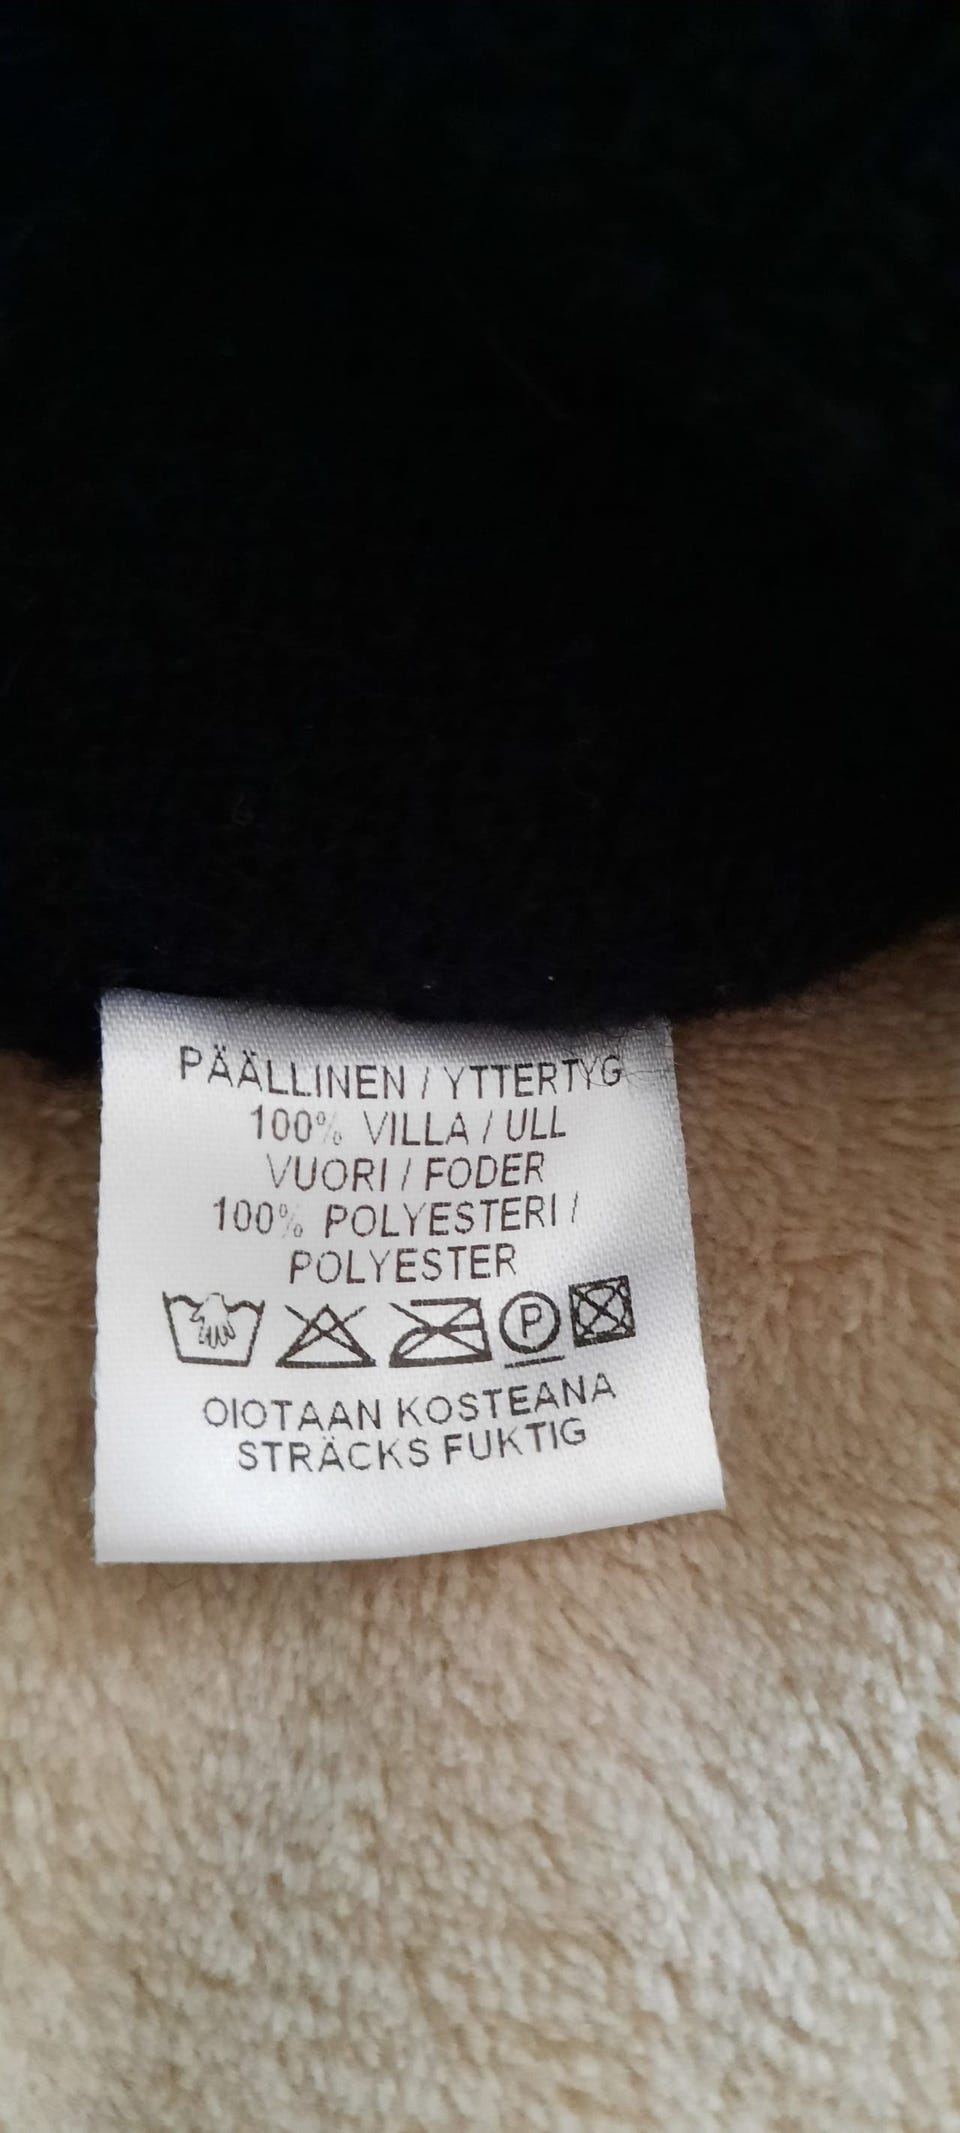 PÄÄLLINEN / YTTERTYG
100% VILLA / ULL
VUORI / FODER
100% POLYESTERI /
POLYESTER
P
OIOTAAN KOSTEANA
STRÄCKS FUKTIG